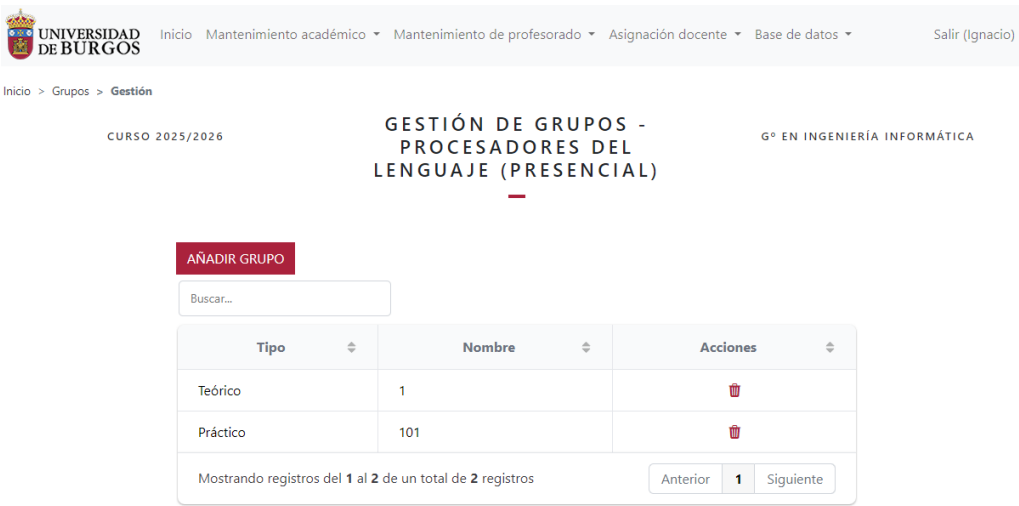 UNIVERSIDAD
DE BURGOS
Inicio Mantenimiento académico Mantenimiento de profesorado Asignación docente Base de datos Salir (Ignacio)
Inicio > Grupos > Gestión
CURSO 2025/2026
GESTIÓN DE GRUPOS -
PROCESADORES DEL
LENGUAJE (PRESENCIAL)
Gº EN INGENIERÍA INFORMÁTICA
AÑADIR GRUPO
Buscar...
Tipo Nombre Acciones
Teórico 1
Práctico 101
Mostrando registros del 1 al 2 de un total de 2 registros Anterior 1 Siguiente